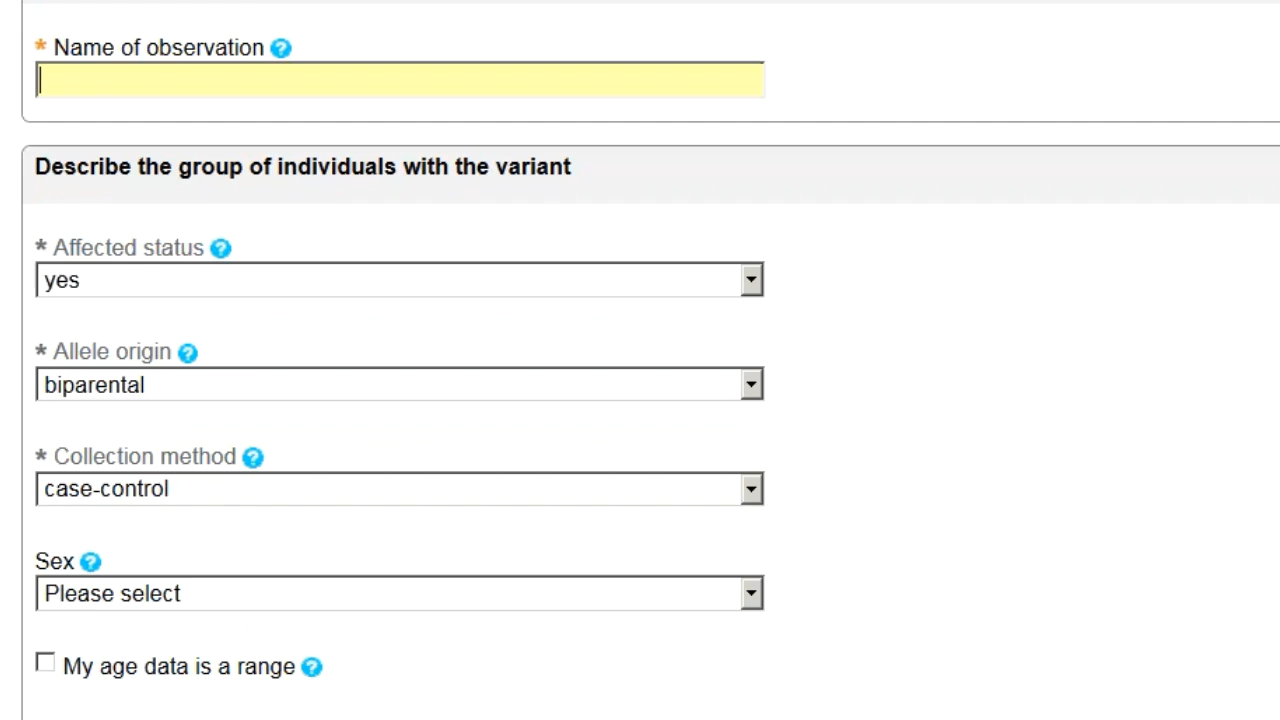 * Name of observation ?
Describe the group of individuals with the variant
* Affected status ?
yes
* Allele origin ?
biparental
* Collection method ?
case-control
Sex ?
Please select
My age data is a range ?